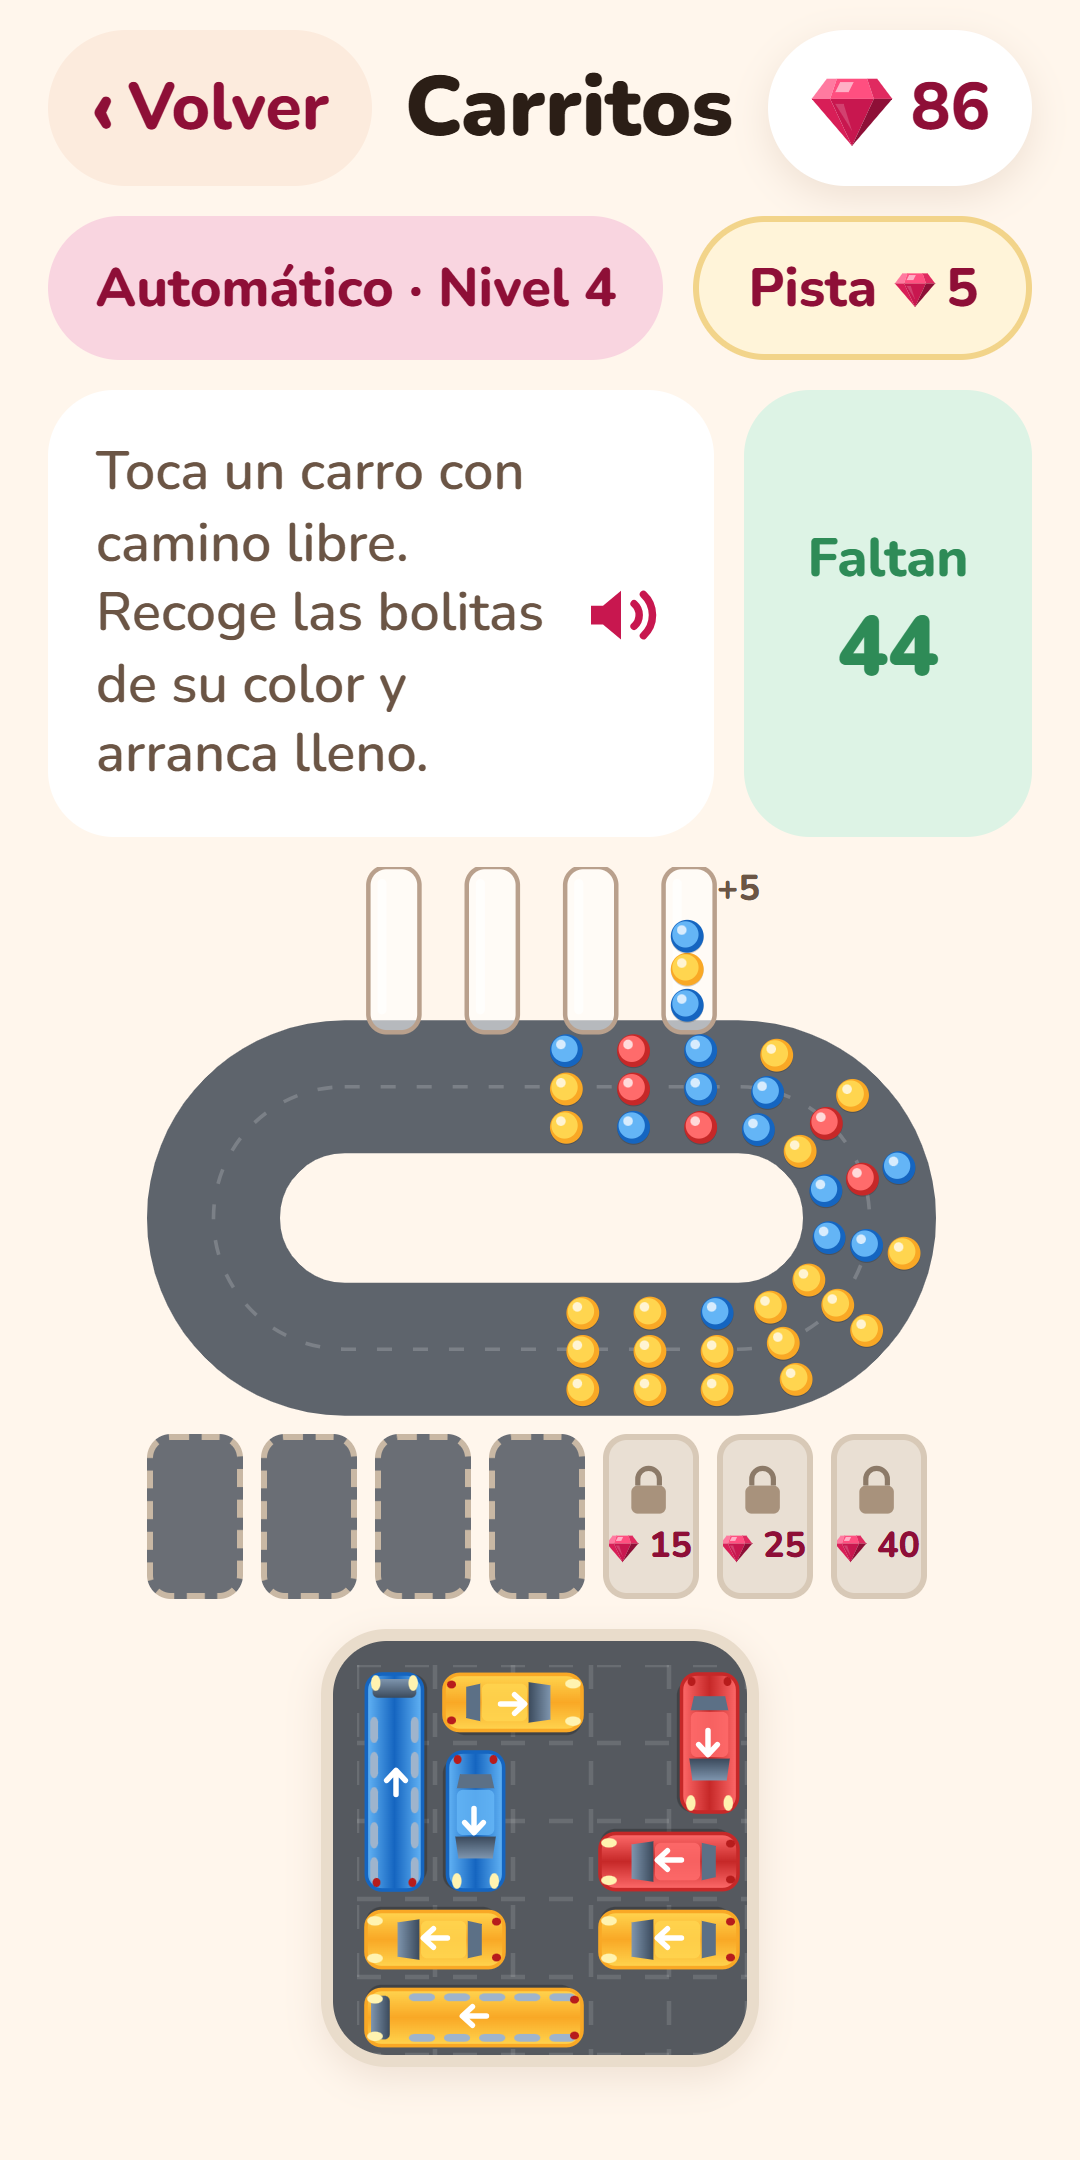 ‹ Volver
Carritos
86
Automático · Nivel 4
Pista 5
Toca un carro con
camino libre.
Recoge las bolitas
de su color y
arranca lleno.
Faltan
44
+5
15
25
40